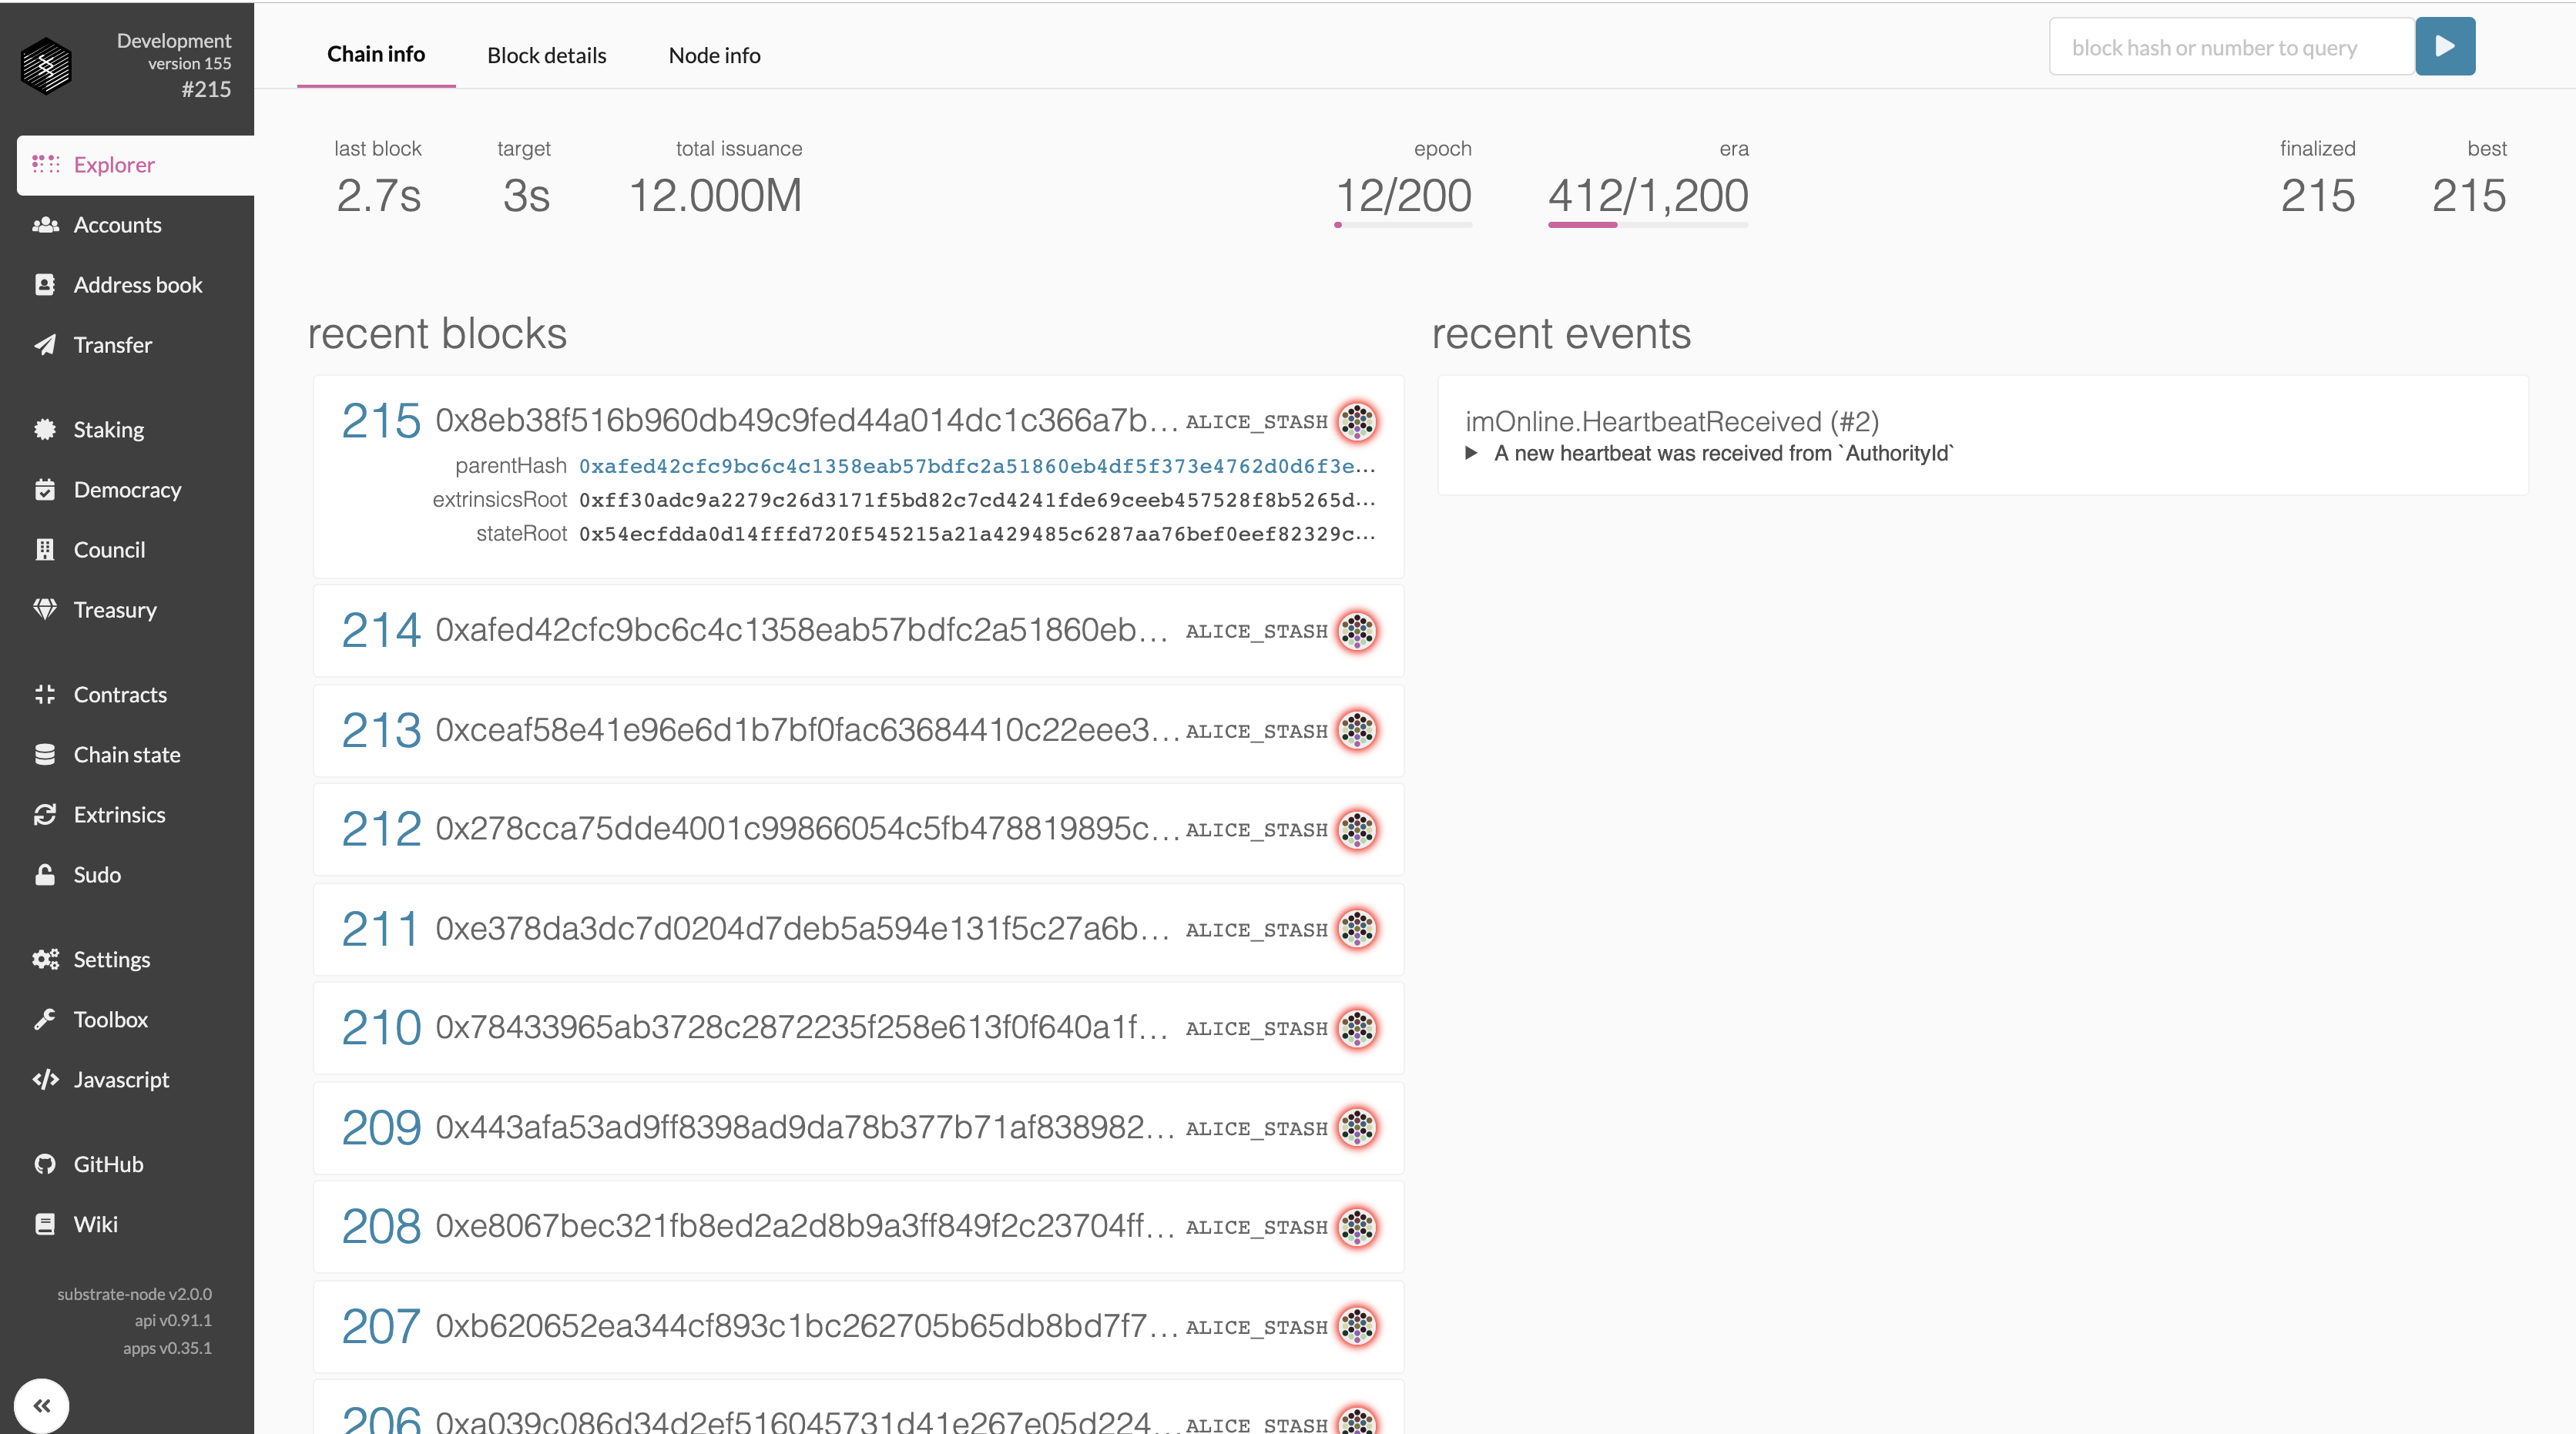 Development
version 155
#215
Explorer
Accounts
Address book
Transfer
Staking
Democracy
Council
Treasury
Contracts
Chain state
Extrinsics
Sudo
Settings
Toolbox
Javascript
GitHub
Wiki
substrate-node v2.0.0
api v0.91.1
apps v0.35.1
Chain info Block details Node info
block hash or number to query
last block target total issuance epoch era finalized best
2.7s 3s 12.000M 12/200 412/1,200 215 215
recent blocks
215 0x8eb38f516b960db49c9fed44a014dc1c366a7b... ALICE_STASH
parentHash 0xafed42cfc9bc6c4c1358eab57bdfc2a51860eb4df5f373e4762d0d6f3e...
extrinsicsRoot 0xff30adc9a2279c26d3171f5bd82c7cd4241fde69ceeb457528f8b5265d...
stateRoot 0x54ecfdda0d14fffd720f545215a21a429485c6287aa76bef0eef82329c...
214 0xafed42cfc9bc6c4c1358eab57bdfc2a51860eb... ALICE_STASH
213 0xceaf58e41e96e6d1b7bf0fac63684410c22eee3... ALICE_STASH
212 0x278cca75dde4001c99866054c5fb478819895c... ALICE_STASH
211 0xe378da3dc7d0204d7deb5a594e131f5c27a6b... ALICE_STASH
210 0x78433965ab3728c2872235f258e613f0f640a1f... ALICE_STASH
209 0x443afa53ad9ff8398ad9da78b377b71af838982... ALICE_STASH
208 0xe8067bec321fb8ed2a2d8b9a3ff849f2c23704ff... ALICE_STASH
207 0xb620652ea344cf893c1bc262705b65db8bd7f7... ALICE_STASH
206 0xa039c086d34d2ef516045731d41e267e05d224... ALICE_STASH
recent events
imOnline.HeartbeatReceived (#2)
A new heartbeat was received from `AuthorityId`